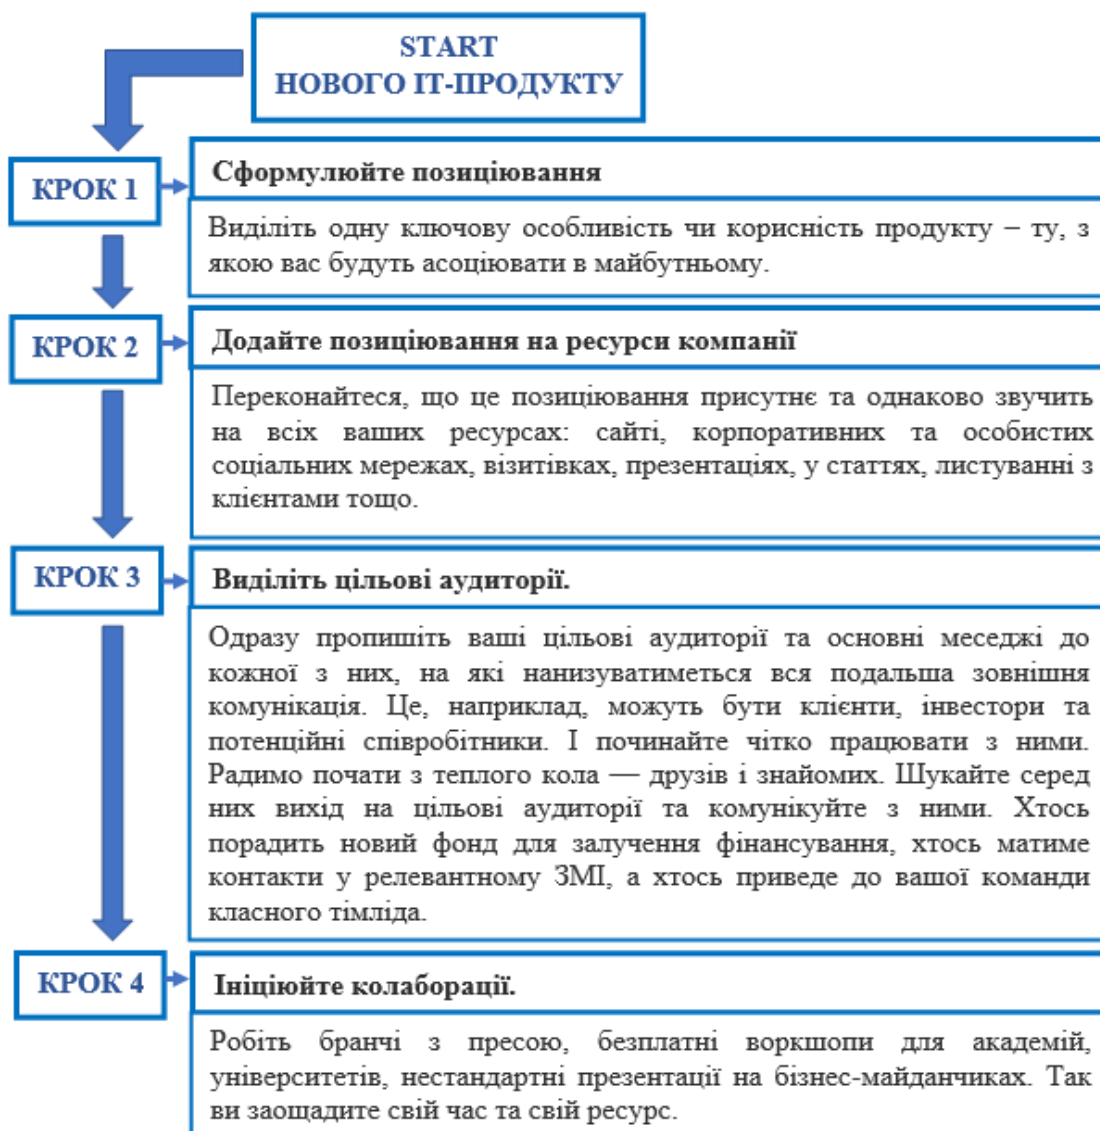 START
НОВОГО ІТ-ПРОДУКТУ
КРОК 1
Сформулюйте позиціювання
Виділіть одну ключову особливість чи корисність продукту – ту, з
якою вас будуть асоціювати в майбутньому.
КРОК 2
Додайте позиціювання на ресурси компанії
Переконайтеся, що це позиціювання присутнє та однаково звучить
на всіх ваших ресурсах: сайті, корпоративних та особистих
соціальних мережах, візитівках, презентаціях, у статтях, листуванні з
клієнтами тощо.
КРОК 3
Виділіть цільові аудиторії.
Одразу пропишіть ваші цільові аудиторії та основні меседжі до
кожної з них, на які нанизуватиметься вся подальша зовнішня
комунікація. Це, наприклад, можуть бути клієнти, інвестори та
потенційні співробітники. І починайте чітко працювати з ними.
Радимо почати з теплого кола — друзів і знайомих. Шукайте серед
них вихід на цільові аудиторії та комунікуйте з ними. Хтось
порадить новий фонд для залучення фінансування, хтось матиме
контакти у релевантному ЗМІ, а хтось приведе до вашої команди
класного тімліда.
КРОК 4
Ініціюйте колаборації.
Робіть бранчі з пресою, безплатні воркшопи для академій,
університетів, нестандартні презентації на бізнес-майданчиках. Так
ви заощадите свій час та свій ресурс.